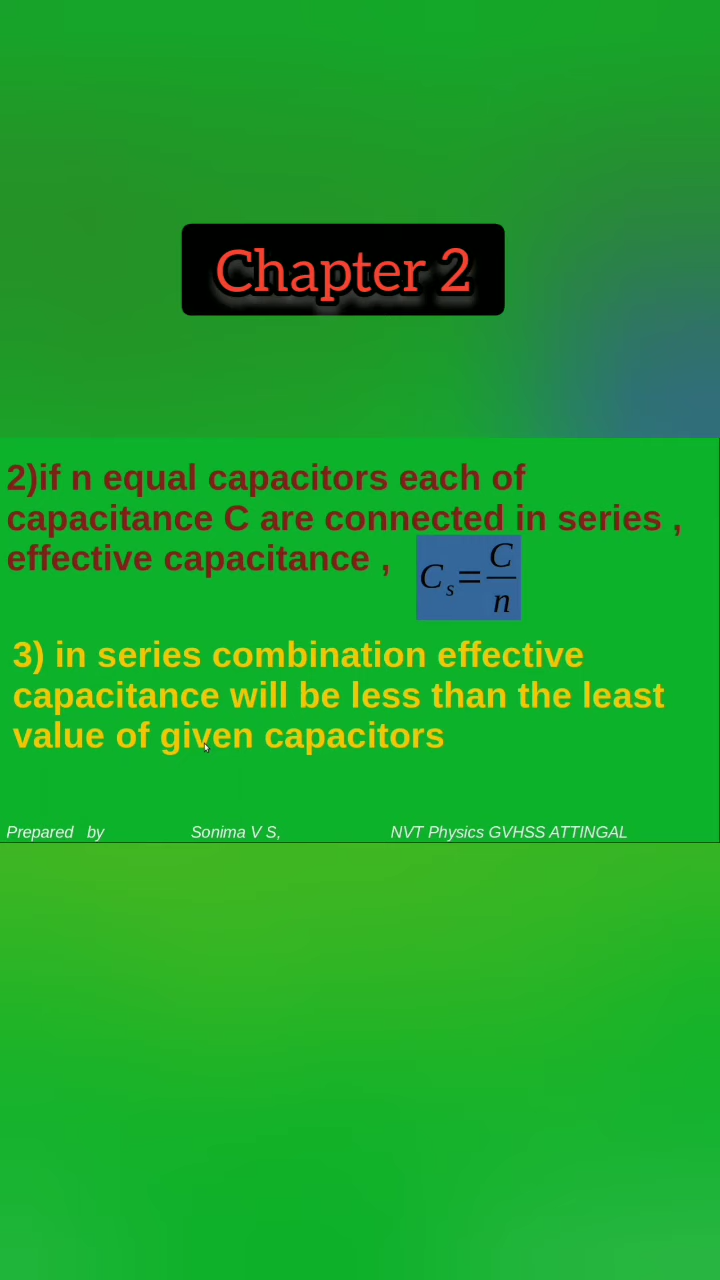 Chapter 2
2)if n equal capacitors each of
capacitance C are connected in series ,
effective capacitance , C_s = C/n
3) in series combination effective
capacitance will be less than the least
value of given capacitors
Prepared by Sonima V S, NVT Physics GVHSS ATTINGAL